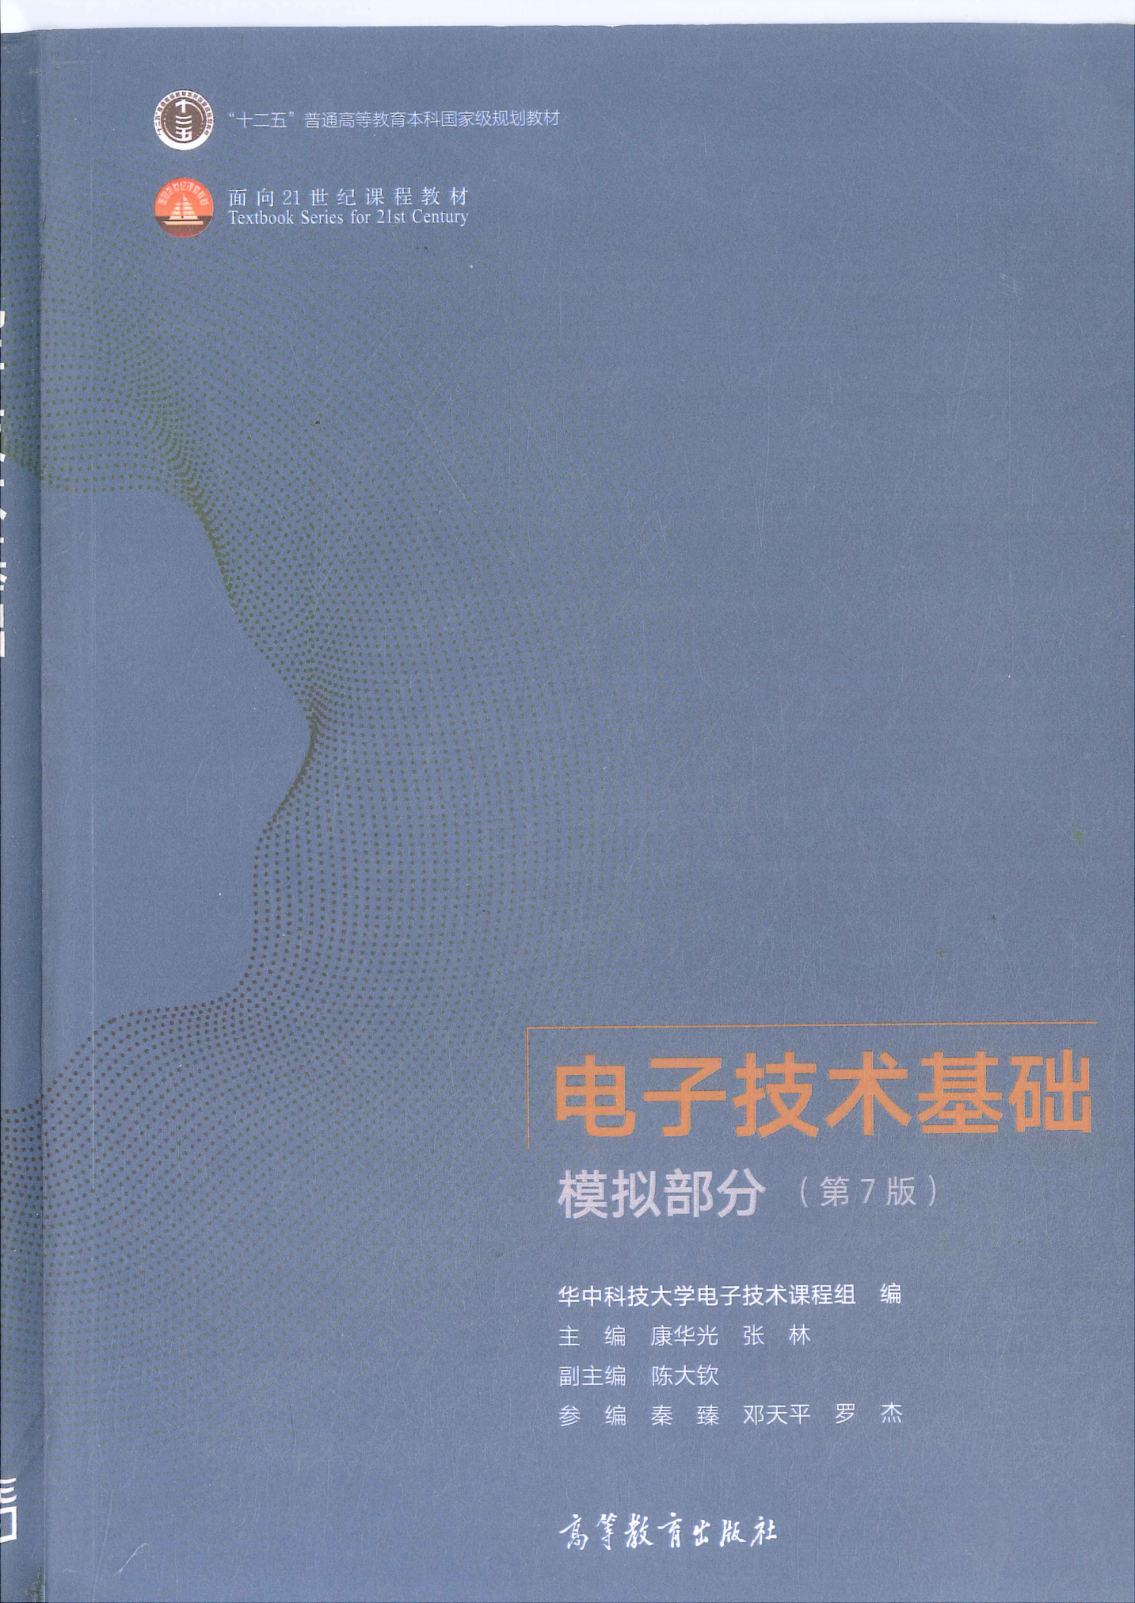 “十二五”普通高等教育本科国家级规划教材
面向21世纪课程教材
Textbook Series for 21st Century
电子技术基础
模拟部分（第7版）
华中科技大学电子技术课程组 编
主 编 康华光 张 林
副主编 陈大钦
参 编 秦 臻 邓天平 罗 杰
高等教育出版社